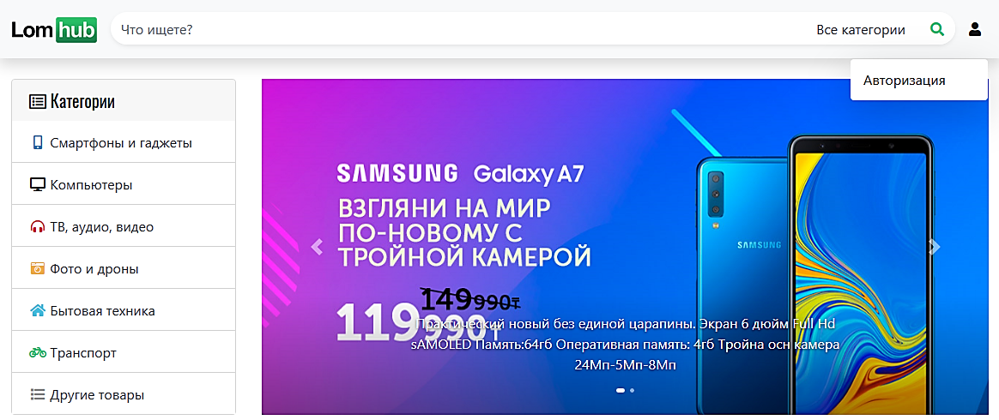 Lom hub
Что ищете?
Все категории
Авторизация
Категории
Смартфоны и гаджеты
Компьютеры
ТВ, аудио, видео
Фото и дроны
Бытовая техника
Транспорт
Другие товары
SAMSUNG Galaxy A7
ВЗГЛЯНИ НА МИР
ПО-НОВОМУ С
ТРОЙНОЙ КАМЕРОЙ
149990₸
119990₸
SAMSUNG
Практический новый без единой царапины. Экран 6 дюйм Full Hd
sAMOLED Память:64гб Оперативная память: 4гб Тройна осн камера
24Мп-5Мп-8Мп